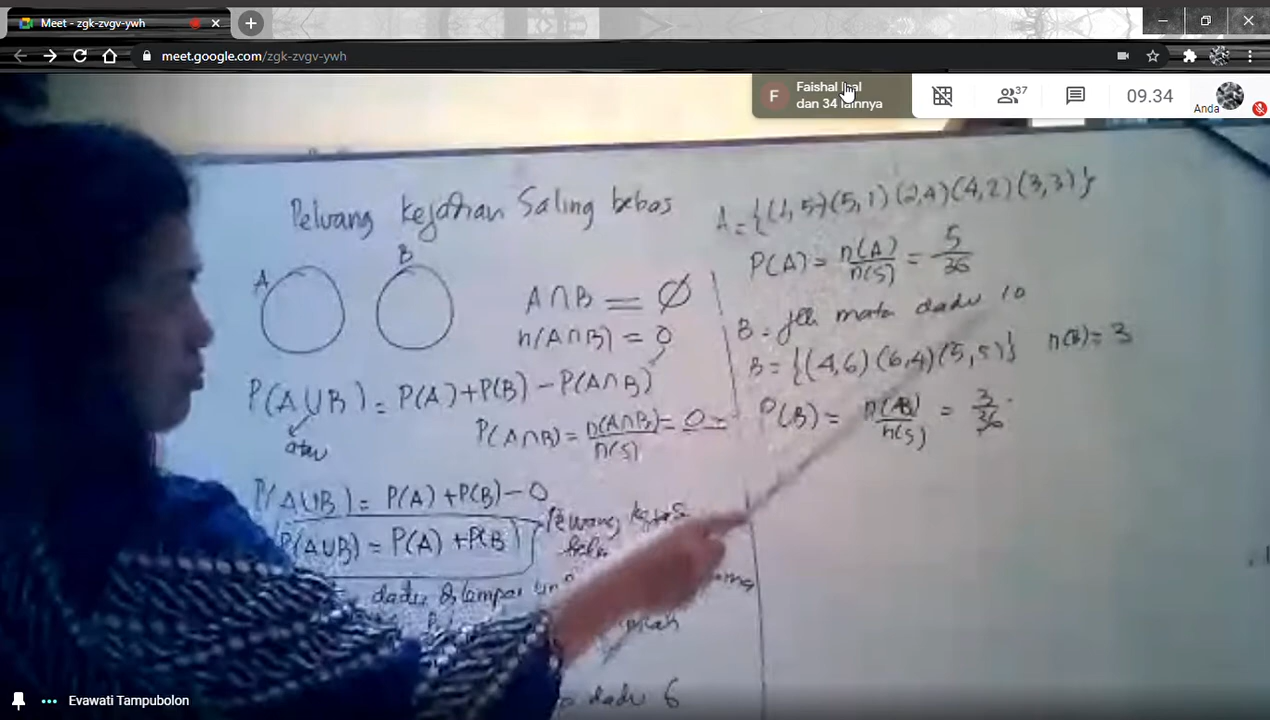 Meet - zgk-zvgv-ywh
meet.google.com/zgk-zvgv-ywh
Faishal
dan 34 lainnya
37
09.34
Anda
F
Peluang kejadian Saling bebas
A B
A∩B = Ø
n(A∩B) = 0
P(A∪B) = P(A)+P(B) - P(A∩B)
atau
P(A∩B) = n(A∩B)/n(S) = 0
P(A∪B) = P(A)+P(B)-0
P(A∪B) = P(A)+P(B)
dadu dilempar
dadu 6
A = {(1,5)(5,1)(2,4)(4,2)(3,3)}
P(A) = n(A)/n(S) = 5/36
B = jlh mata dadu 10
B = {(4,6)(6,4)(5,5)} n(B) = 3
P(B) = n(B)/n(S) = 3/36
Evawati Tampubolon